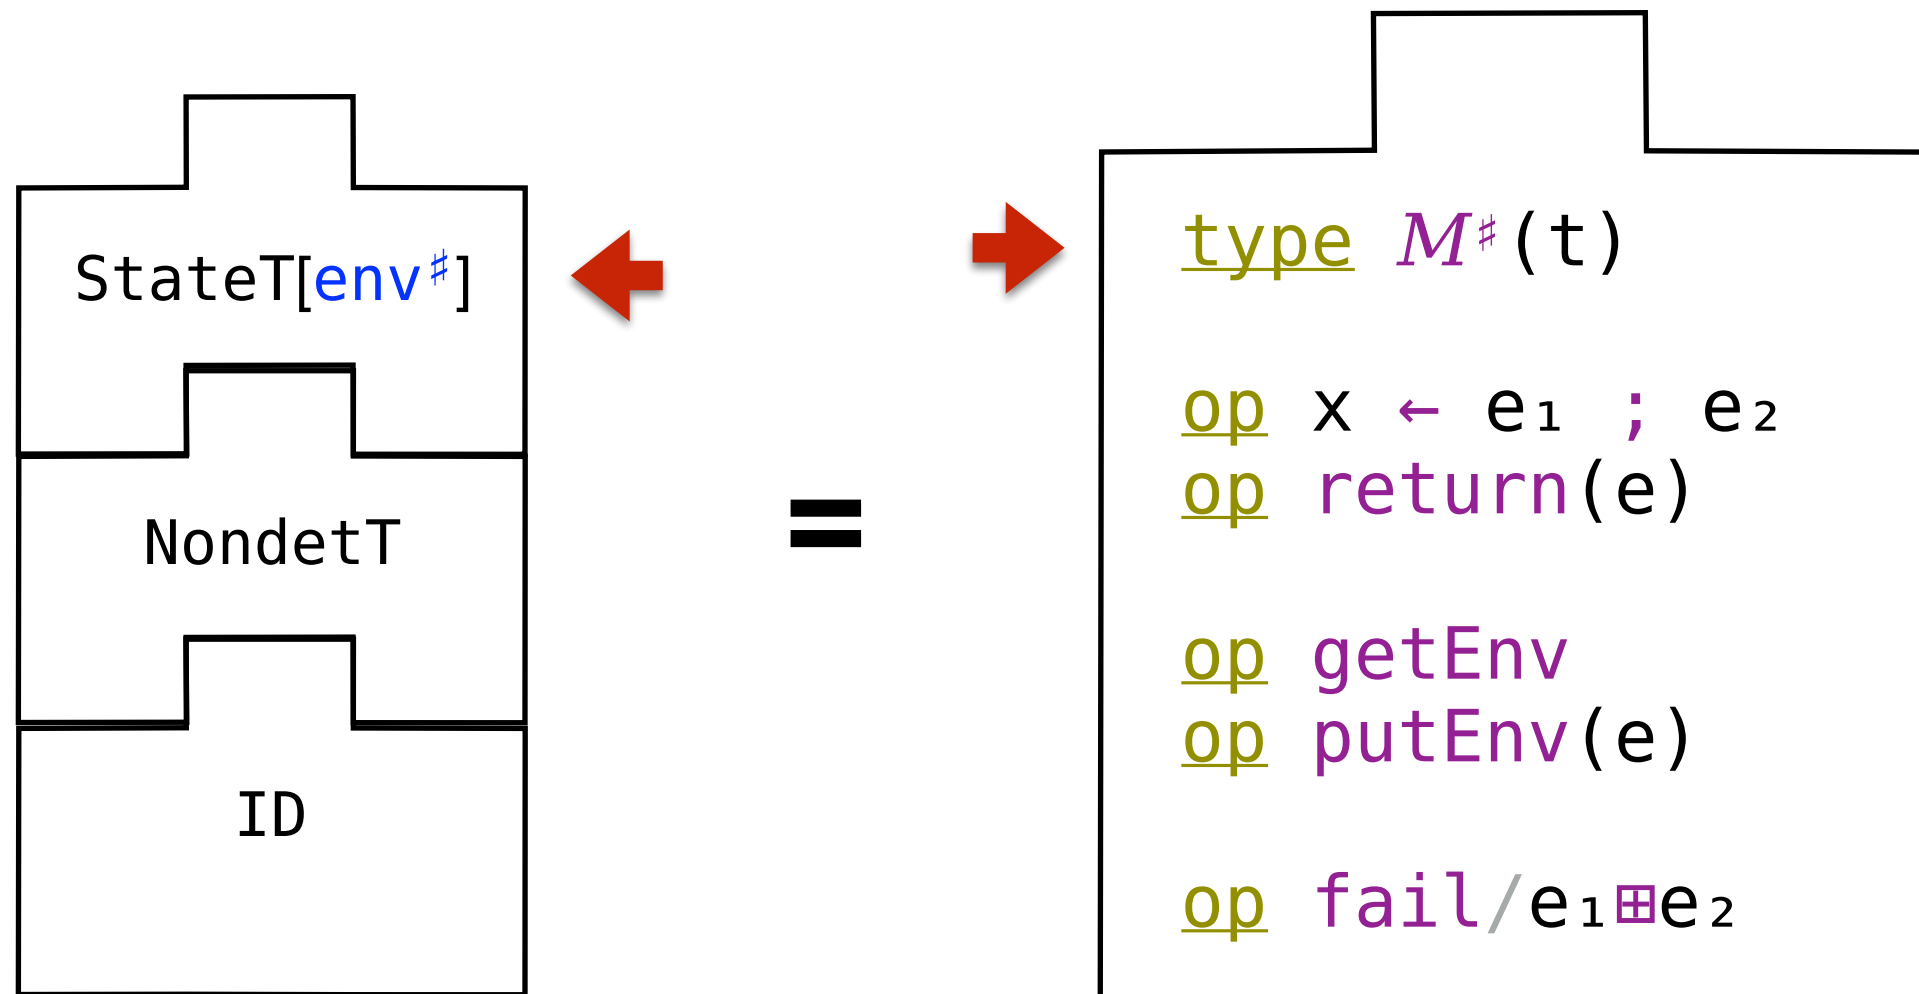 StateT[env♯]
NondetT
ID
=
type M♯(t)
op x ← e₁ ; e₂
op return(e)
op getEnv
op putEnv(e)
op fail/e₁⊞e₂